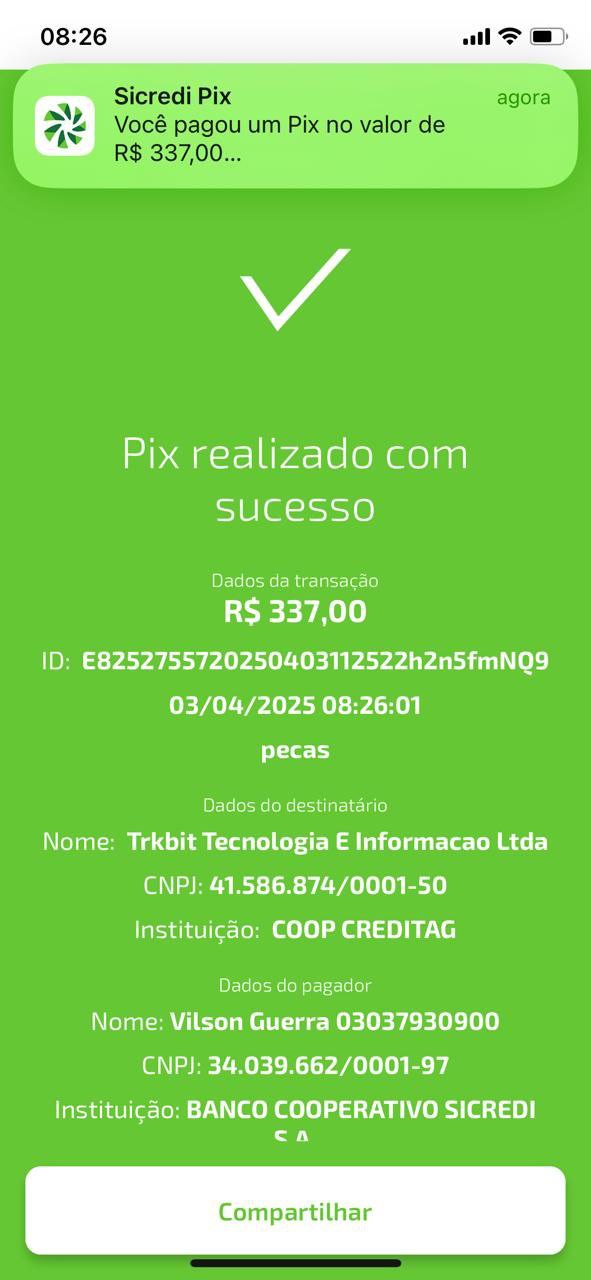 08:26
Sicredi Pix
agora
Você pagou um Pix no valor de
R$ 337,00...
Pix realizado com
sucesso
Dados da transação
R$ 337,00
ID: E82527557202504031​12522h2n5fmNQ9
03/04/2025 08:26:01
pecas
Dados do destinatário
Nome: Trkbit Tecnologia E Informacao Ltda
CNPJ: 41.586.874/0001-50
Instituição: COOP CREDITAG
Dados do pagador
Nome: Vilson Guerra 03037930900
CNPJ: 34.039.662/0001-97
Instituição: BANCO COOPERATIVO SICREDI
S.A.
Compartilhar